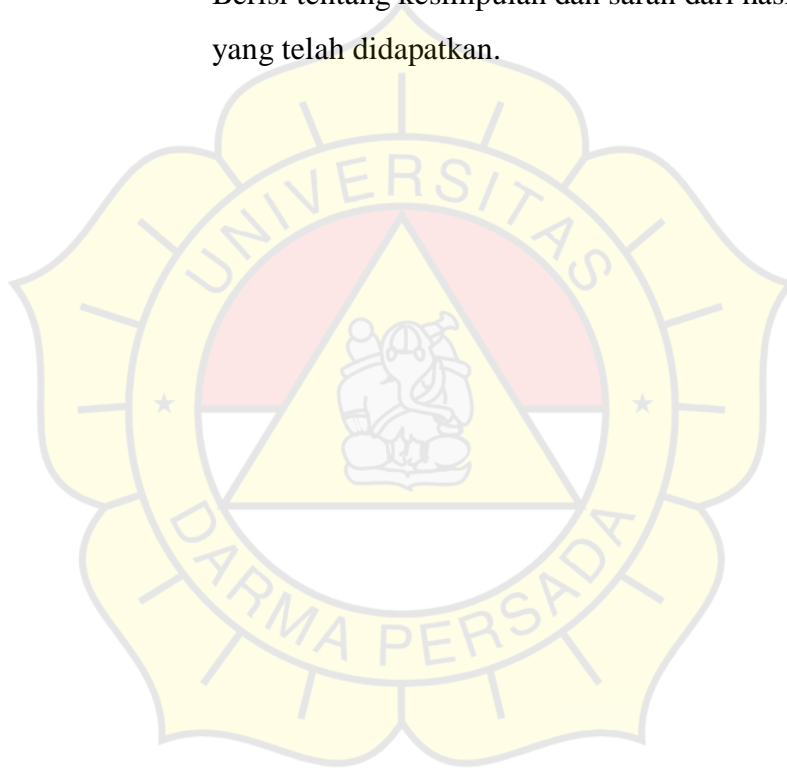 Berisi tentang kesimpulan dan saran dari
yang telah didapatkan.
UNIVERSITAS
DARMA PERSADA